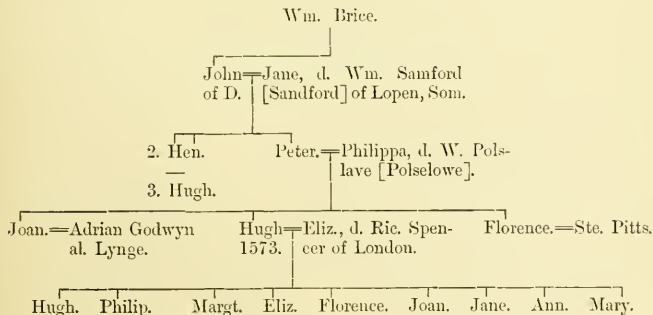 Wm. Brice.
John=Jane, d. Wm. Samford
of D. [Sandford] of Lopen, Som.
2. Hen. Peter.=Philippa, d. W. Pols-
— lave [Polselowe].
3. Hugh.
Joan.=Adrian Godwyn Hugh=Eliz., d. Ric. Spen- Florence.=Ste. Pitts.
al. Lynge. 1573. cer of London.
Hugh. Philip. Margt. Eliz. Florence. Joan. Jane. Ann. Mary.